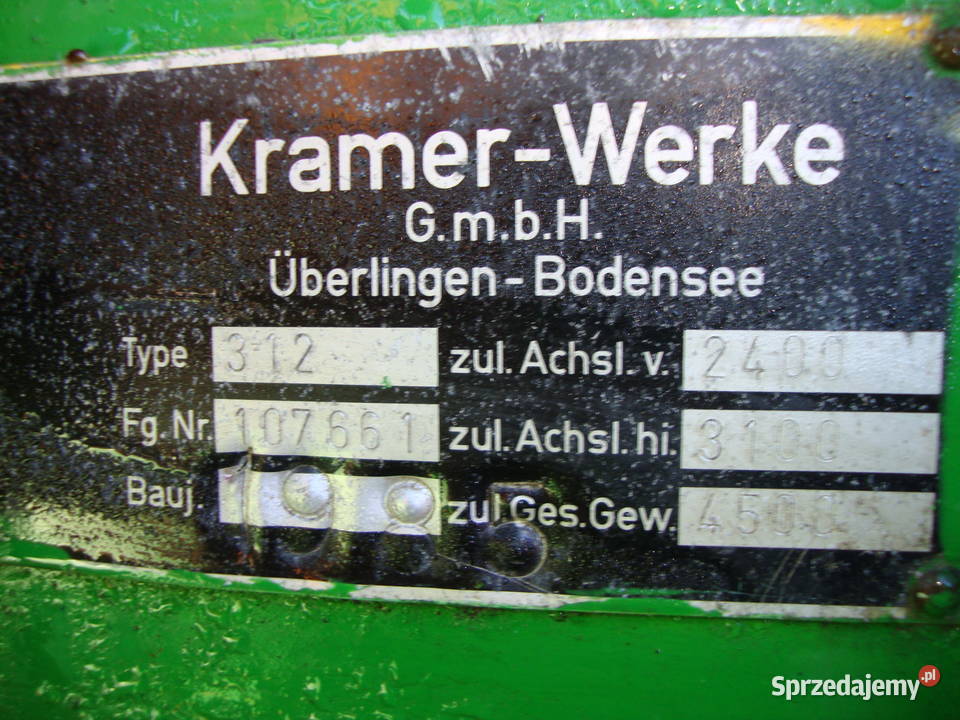 Kramer-Werke
G.m.b.H.
Überlingen-Bodensee
Type 312 zul. Achsl. v. 2400
Fg. Nr. 107661 zul. Achsl. hi. 3100
Bauj. 1985 zul. Ges. Gew. 4500
Sprzedajemy.pl